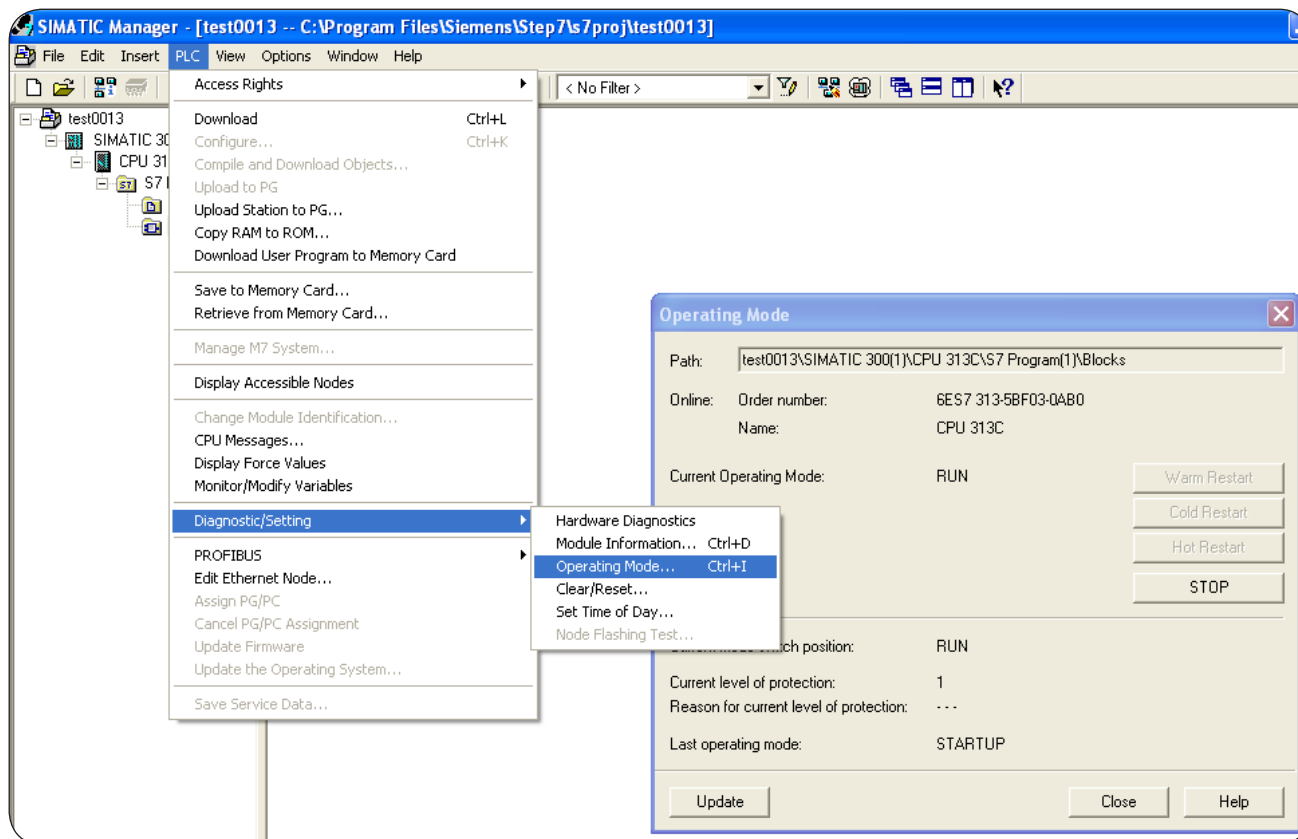 SIMATIC Manager - [test0013 -- C:\Program Files\Siemens\Step7\s7proj\test0013]
File Edit Insert PLC View Options Window Help
< No Filter >
test0013
SIMATIC 30
CPU 31
S7
Access Rights
Download Ctrl+L
Configure... Ctrl+K
Compile and Download Objects...
Upload to PG
Upload Station to PG...
Copy RAM to ROM...
Download User Program to Memory Card
Save to Memory Card...
Retrieve from Memory Card...
Manage M7 System...
Display Accessible Nodes
Change Module Identification...
CPU Messages...
Display Force Values
Monitor/Modify Variables
Diagnostic/Setting
PROFIBUS
Edit Ethernet Node...
Assign PG/PC
Cancel PG/PC Assignment
Update Firmware
Update the Operating System...
Save Service Data...
Hardware Diagnostics
Module Information... Ctrl+D
Operating Mode... Ctrl+I
Clear/Reset...
Set Time of Day...
Node Flashing Test...
Operating Mode
Path: test0013\SIMATIC 300(1)\CPU 313C\S7 Program(1)\Blocks
Online: Order number: 6ES7 313-5BF03-0AB0
Name: CPU 313C
Current Operating Mode: RUN
Warm Restart
Cold Restart
Hot Restart
STOP
position: RUN
Current level of protection: 1
Reason for current level of protection: ---
Last operating mode: STARTUP
Update Close Help